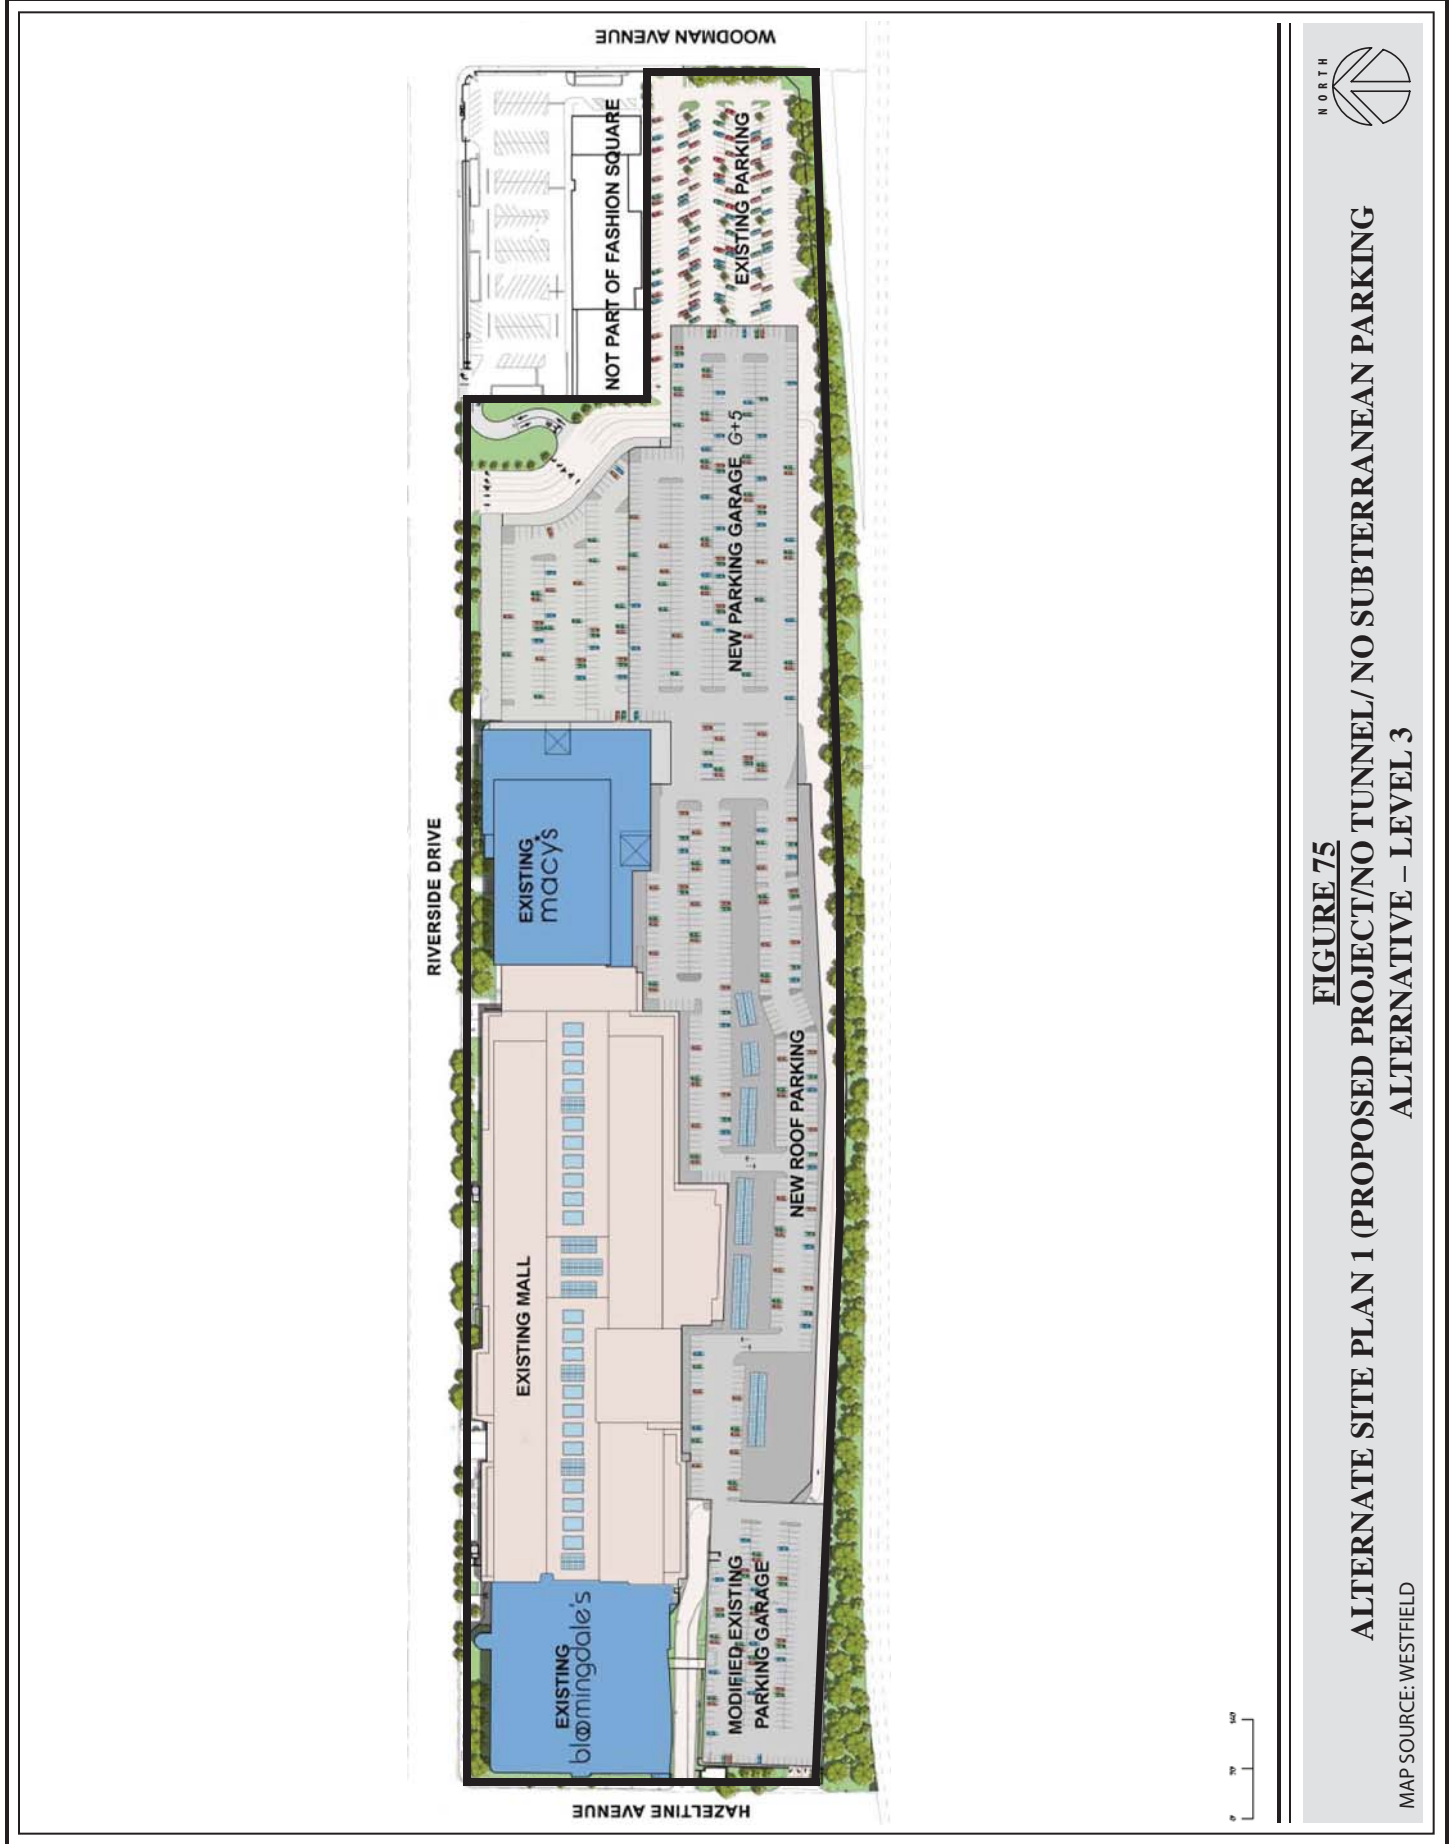 WOODMAN AVENUE
NOT PART OF FASHION SQUARE
EXISTING PARKING
NEW PARKING GARAGE G+5
RIVERSIDE DRIVE
EXISTING
macy's
NEW ROOF PARKING
EXISTING MALL
EXISTING
bloomingdale's
MODIFIED EXISTING
PARKING GARAGE
HAZELTINE AVENUE
NORTH
FIGURE 75
ALTERNATE SITE PLAN 1 (PROPOSED PROJECT/NO TUNNEL/ NO SUBTERRANEAN PARKING
ALTERNATIVE – LEVEL 3
MAP SOURCE: WESTFIELD